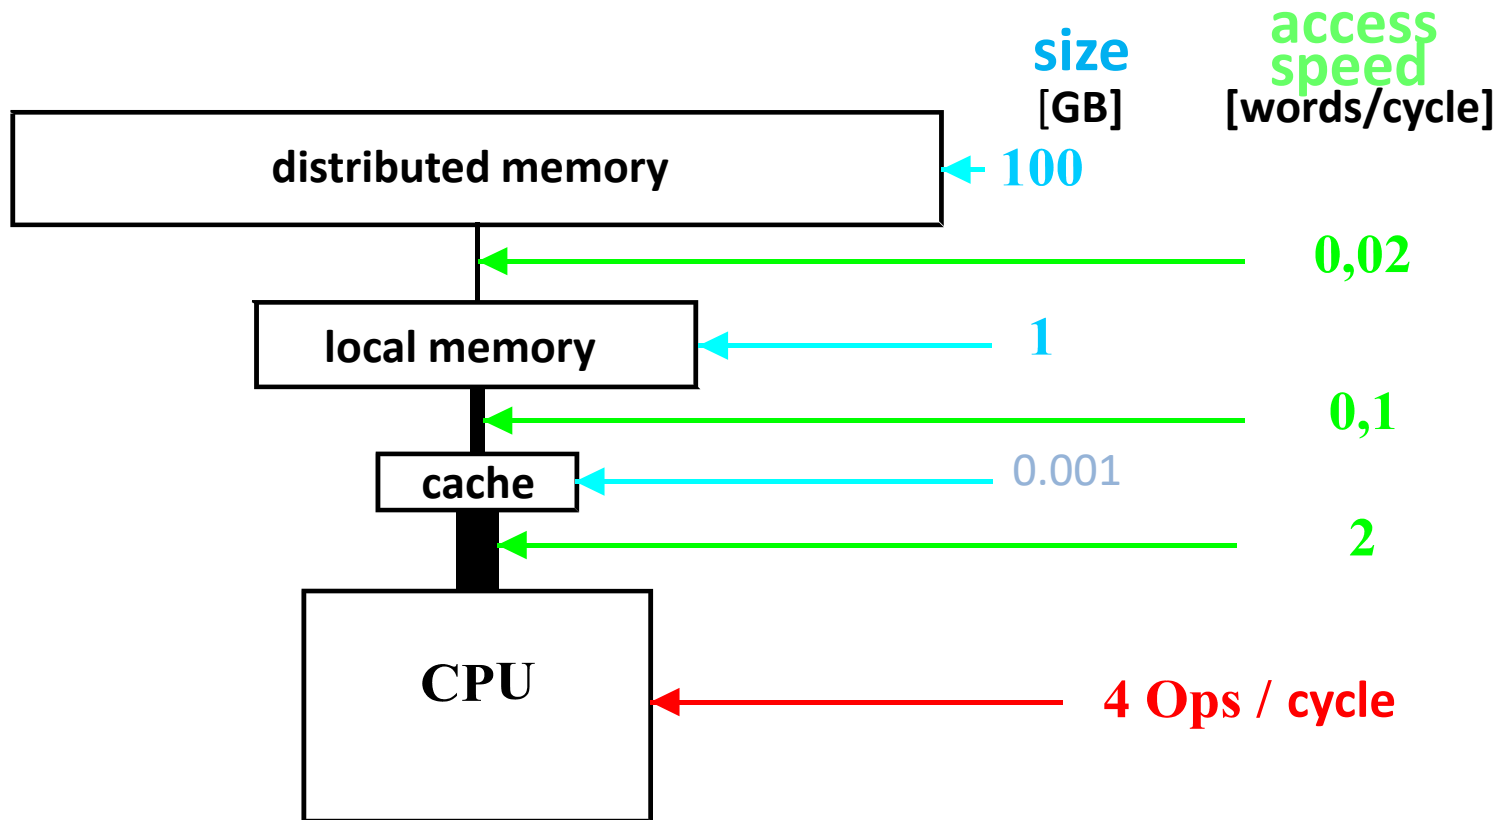 size
access
speed
[GB]
[words/cycle]
distributed memory
100
0,02
local memory
1
0,1
cache
0.001
2
CPU
4 Ops / cycle